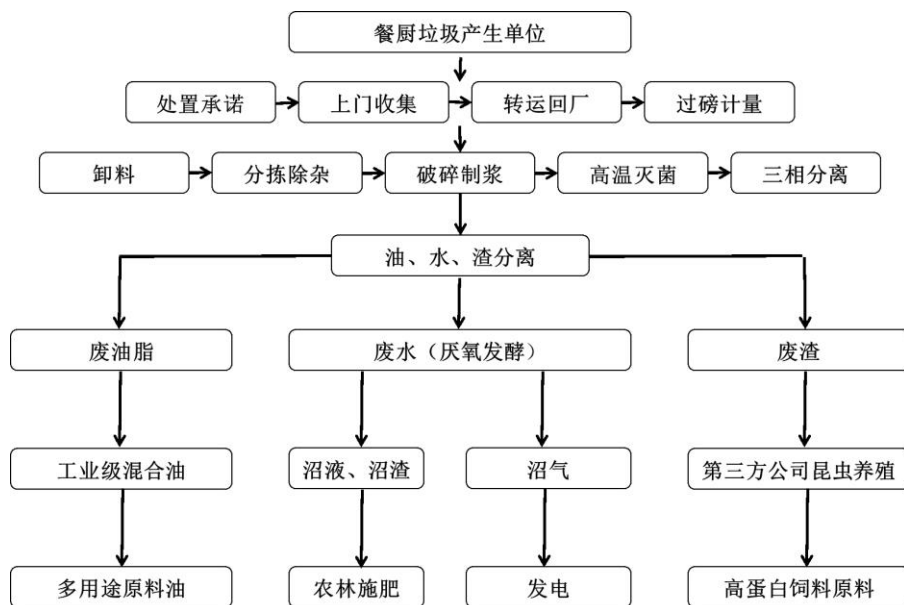 餐厨垃圾产生单位
处置承诺 上门收集 转运回厂 过磅计量
卸料 分拣除杂 破碎制浆 高温灭菌 三相分离
油、水、渣分离
废油脂 废水（厌氧发酵） 废渣
工业级混合油 沼液、沼渣 沼气 第三方公司昆虫养殖
多用途原料油 农林施肥 发电 高蛋白饲料原料